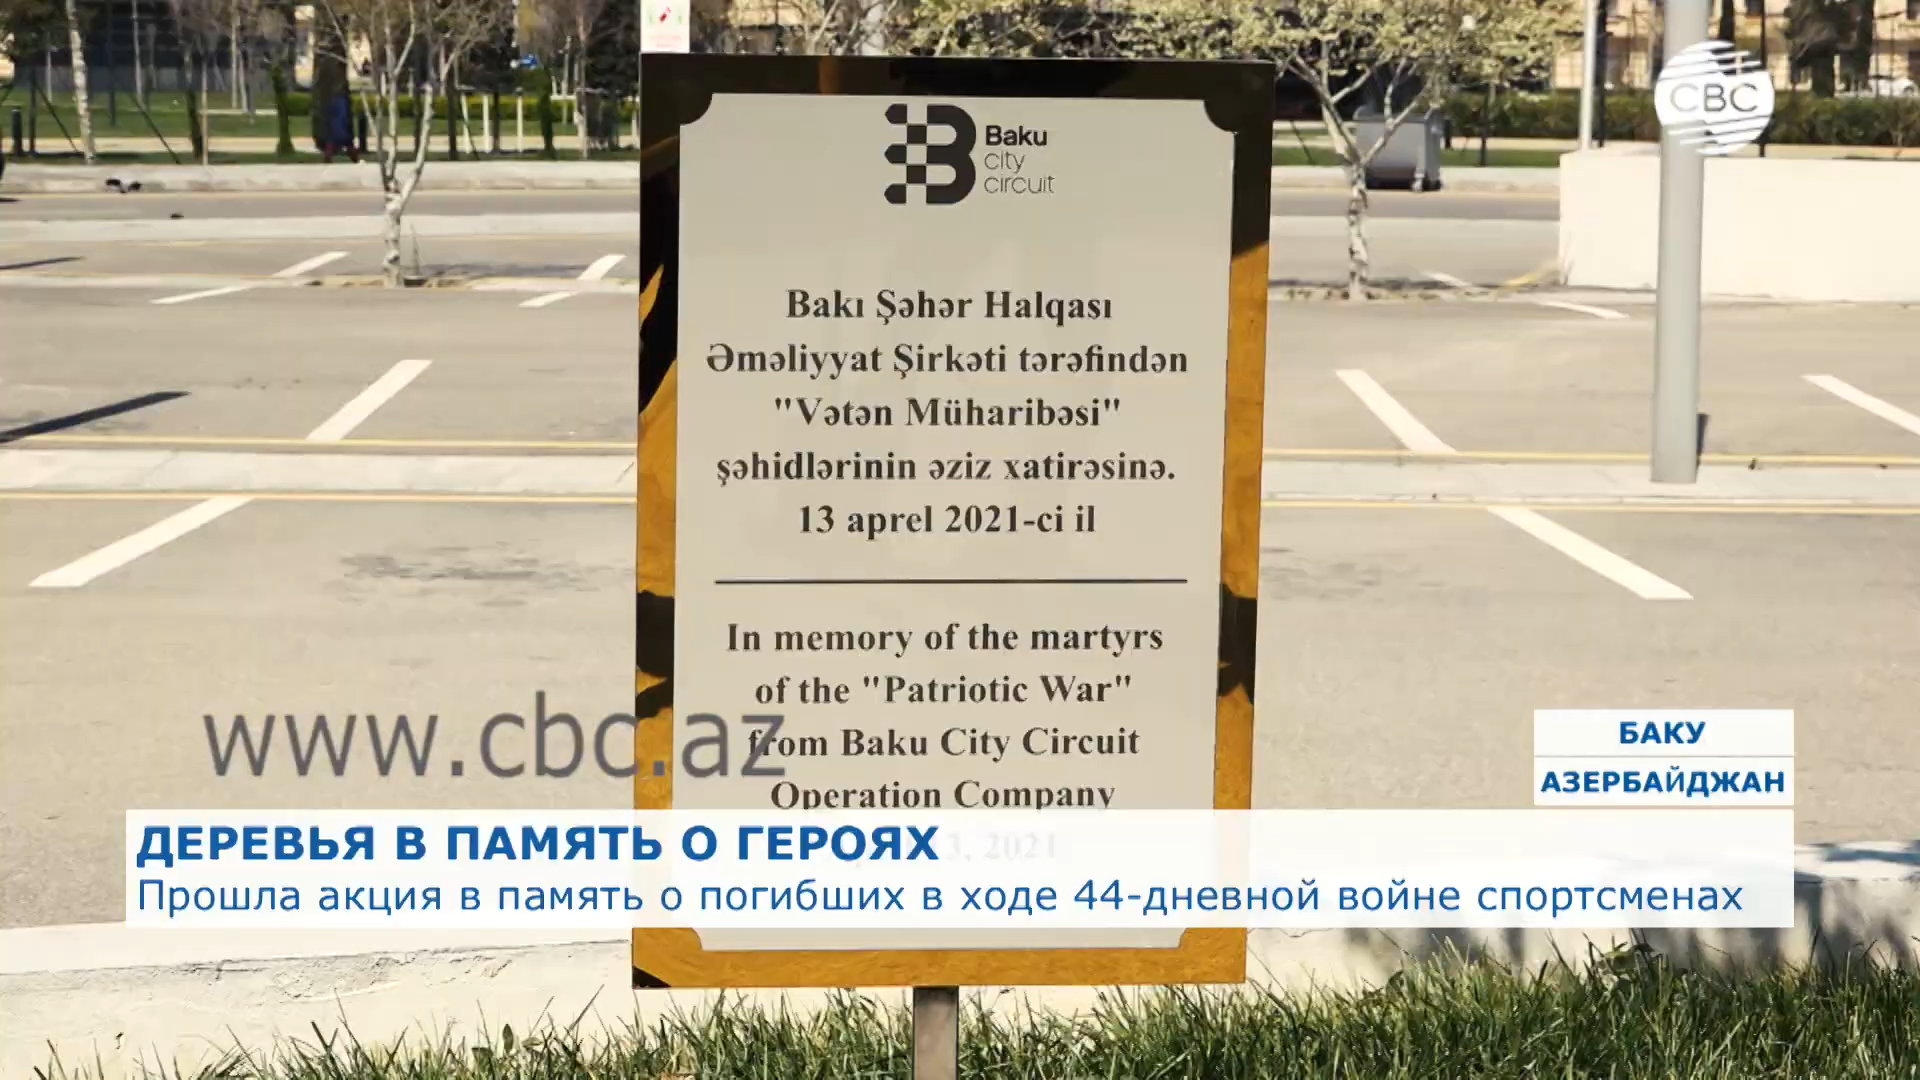 CBC
Baku
city
circuit
Bakı Şəhər Halqası
Əməliyyat Şirkəti tərəfindən
"Vətən Müharibəsi"
şəhidlərinin əziz xatirəsinə.
13 aprel 2021-ci il
In memory of the martyrs
of the "Patriotic War"
from Baku City Circuit
Operation Company
3, 2021
www.cbc.az
БАКУ
АЗЕРБАЙДЖАН
ДЕРЕВЬЯ В ПАМЯТЬ О ГЕРОЯХ
Прошла акция в память о погибших в ходе 44-дневной войне спортсменах